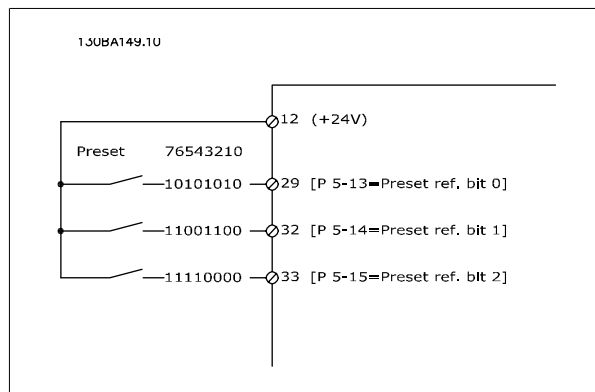 130BA149.10
12 (+24V)
Preset 76543210
10101010 29 [P 5-13=Preset ref. bit 0]
11001100 32 [P 5-14=Preset ref. bit 1]
11110000 33 [P 5-15=Preset ref. bit 2]